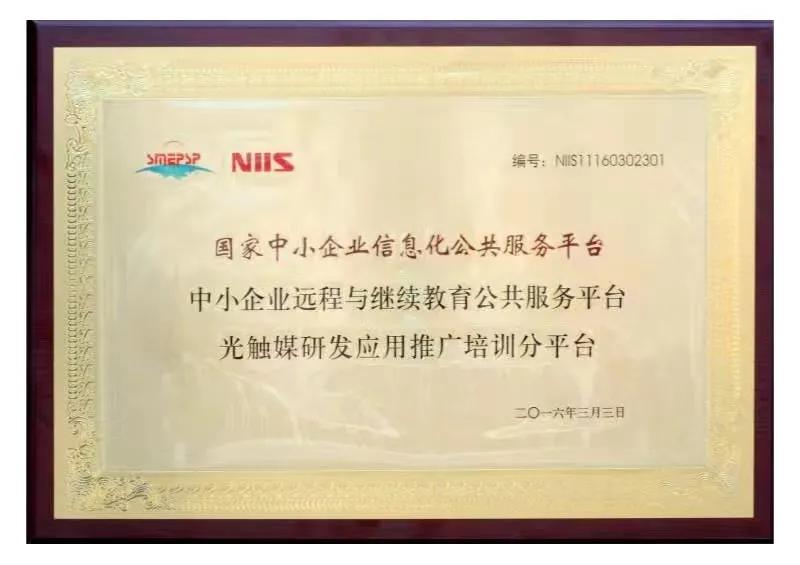 SMEPSP NIIS 编号：NIIS11160302301
国家中小企业信息化公共服务平台
中小企业远程与继续教育公共服务平台
光触媒研发应用推广培训分平台
二〇一六年三月三日